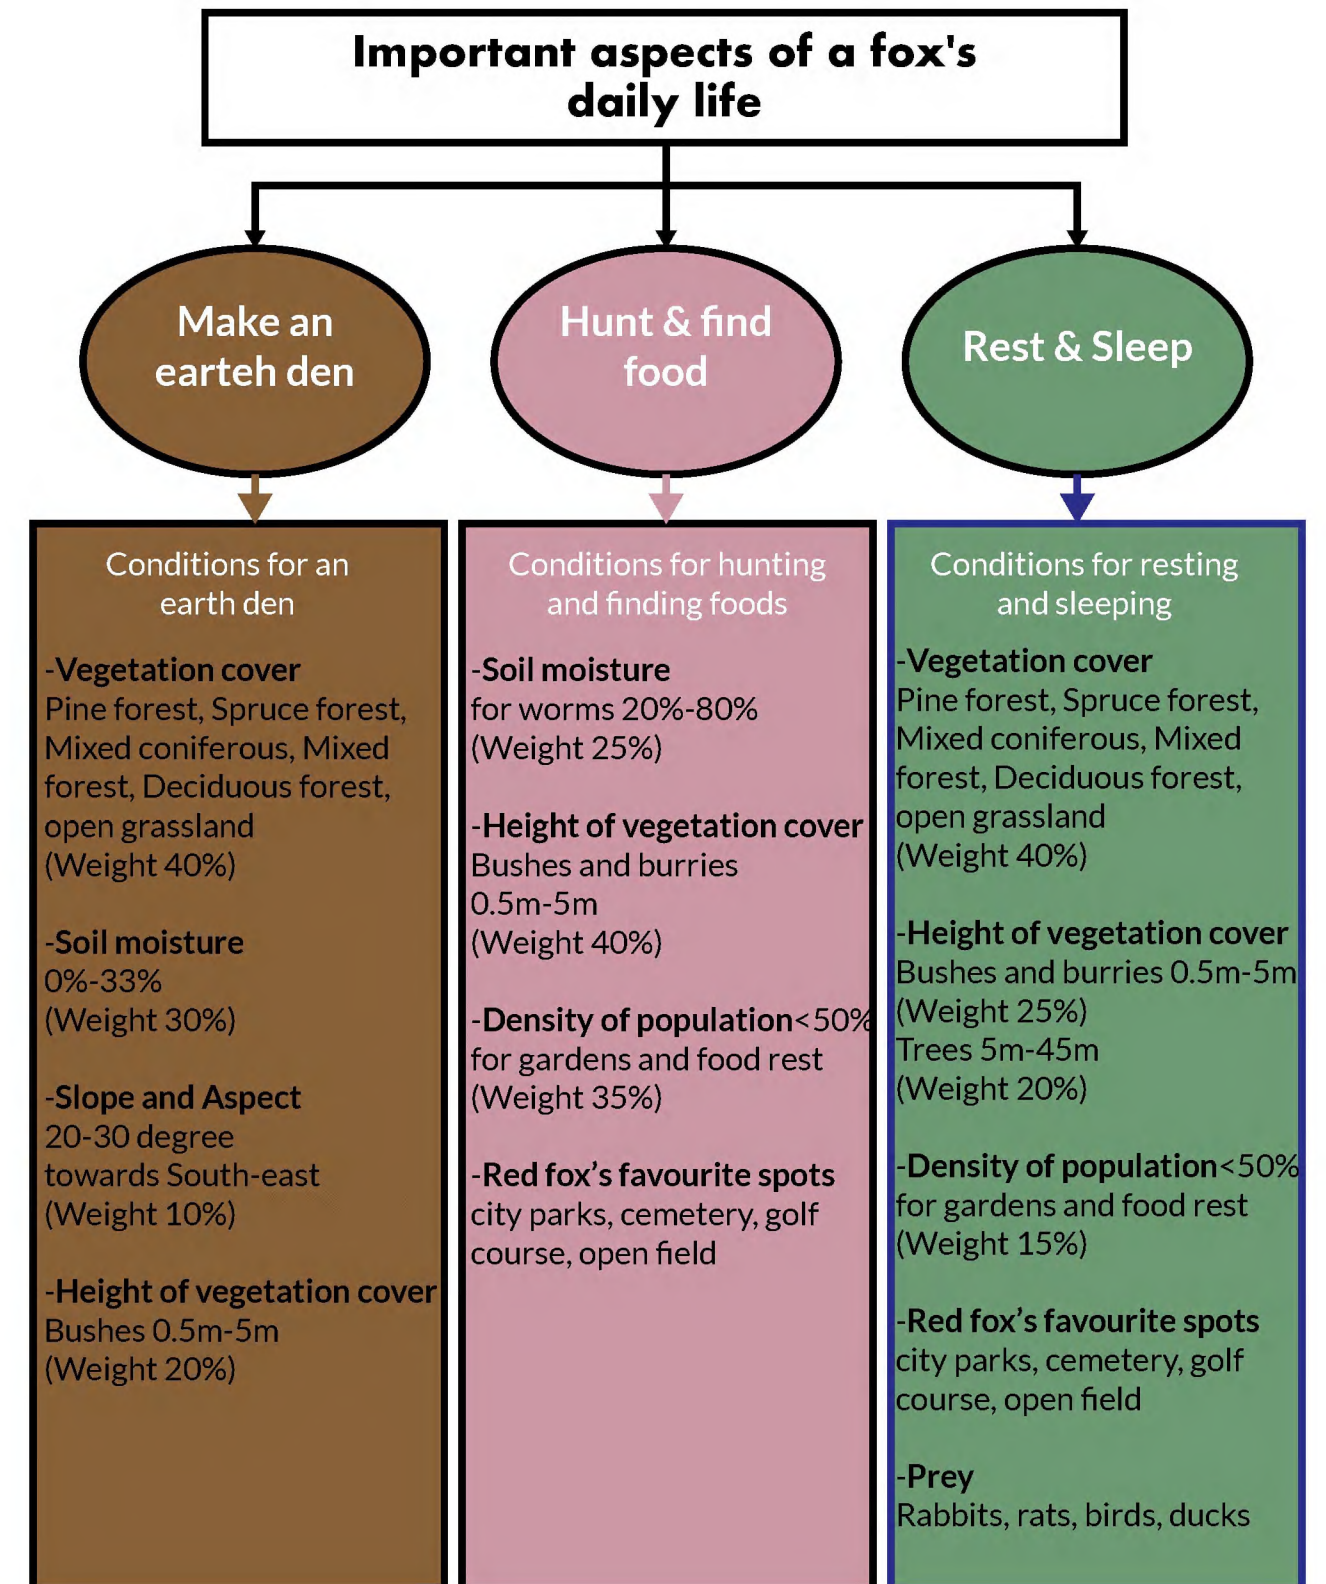 Important aspects of a fox's
daily life
Make an
earteh den
Hunt & find
food
Rest & Sleep
Conditions for an
earth den
-Vegetation cover
Pine forest, Spruce forest,
Mixed coniferous, Mixed
forest, Deciduous forest,
open grassland
(Weight 40%)
-Soil moisture
0%-33%
(Weight 30%)
-Slope and Aspect
20-30 degree
towards South-east
(Weight 10%)
-Height of vegetation cover
Bushes 0.5m-5m
(Weight 20%)
Conditions for hunting
and finding foods
-Soil moisture
for worms 20%-80%
(Weight 25%)
-Height of vegetation cover
Bushes and burries
0.5m-5m
(Weight 40%)
-Density of population<50%
for gardens and food rest
(Weight 35%)
-Red fox’s favourite spots
city parks, cemetery, golf
course, open field
Conditions for resting
and sleeping
-Vegetation cover
Pine forest, Spruce forest,
Mixed coniferous, Mixed
forest, Deciduous forest,
open grassland
(Weight 40%)
-Height of vegetation cover
Bushes and burries 0.5m-5m
(Weight 25%)
Trees 5m-45m
(Weight 20%)
-Density of population<50%
for gardens and food rest
(Weight 15%)
-Red fox’s favourite spots
city parks, cemetery, golf
course, open field
-Prey
Rabbits, rats, birds, ducks